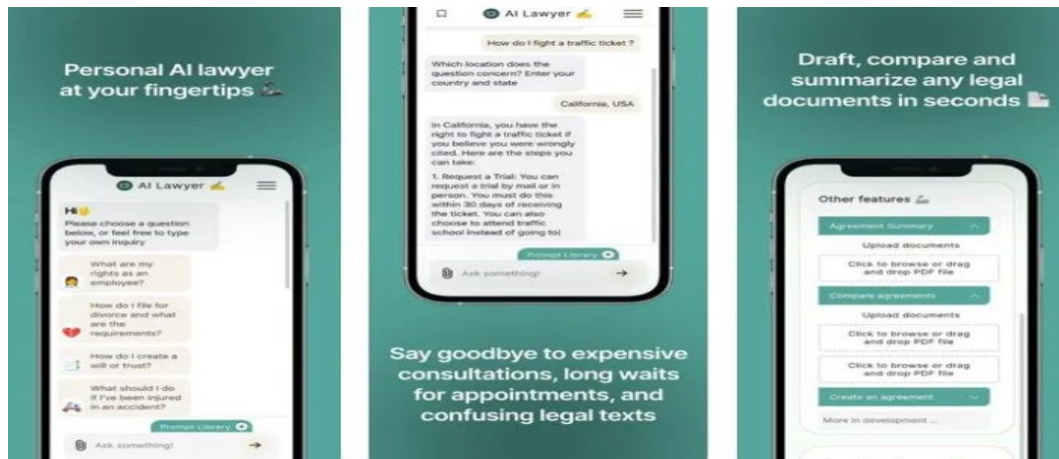 Personal AI lawyer
at your fingertips
AI Lawyer
Hi
Please choose a question
below, or feel free to type
your own inquiry
What are my
rights as an
employee?
How do I file for
divorce and what
are the
requirements?
How do I create a
will or trust?
What should I do
if I've been injured
in an accident?
Prompt Library
Ask something!
AI Lawyer
How do I fight a traffic ticket ?
Which location does the
question concern? Enter your
country and state
California, USA
In California, you have the
right to fight a traffic ticket if
you believe you were wrongly
cited. Here are the steps you
can take:
1. Request a Trial: You can
request a trial by mail or in
person. You must do this
within 30 days of receiving
the ticket. You can also
choose to attend traffic
school instead of going to
Prompt Library
Ask something!
Say goodbye to expensive
consultations, long waits
for appointments, and
confusing legal texts
Draft, compare and
summarize any legal
documents in seconds
Other features
Agreement Summary
Upload documents
Click to browse or drag
and drop PDF file
Compare agreements
Upload documents
Click to browse or drag
and drop PDF file
Click to browse or drag
and drop PDF file
Create an agreement
More in development ...